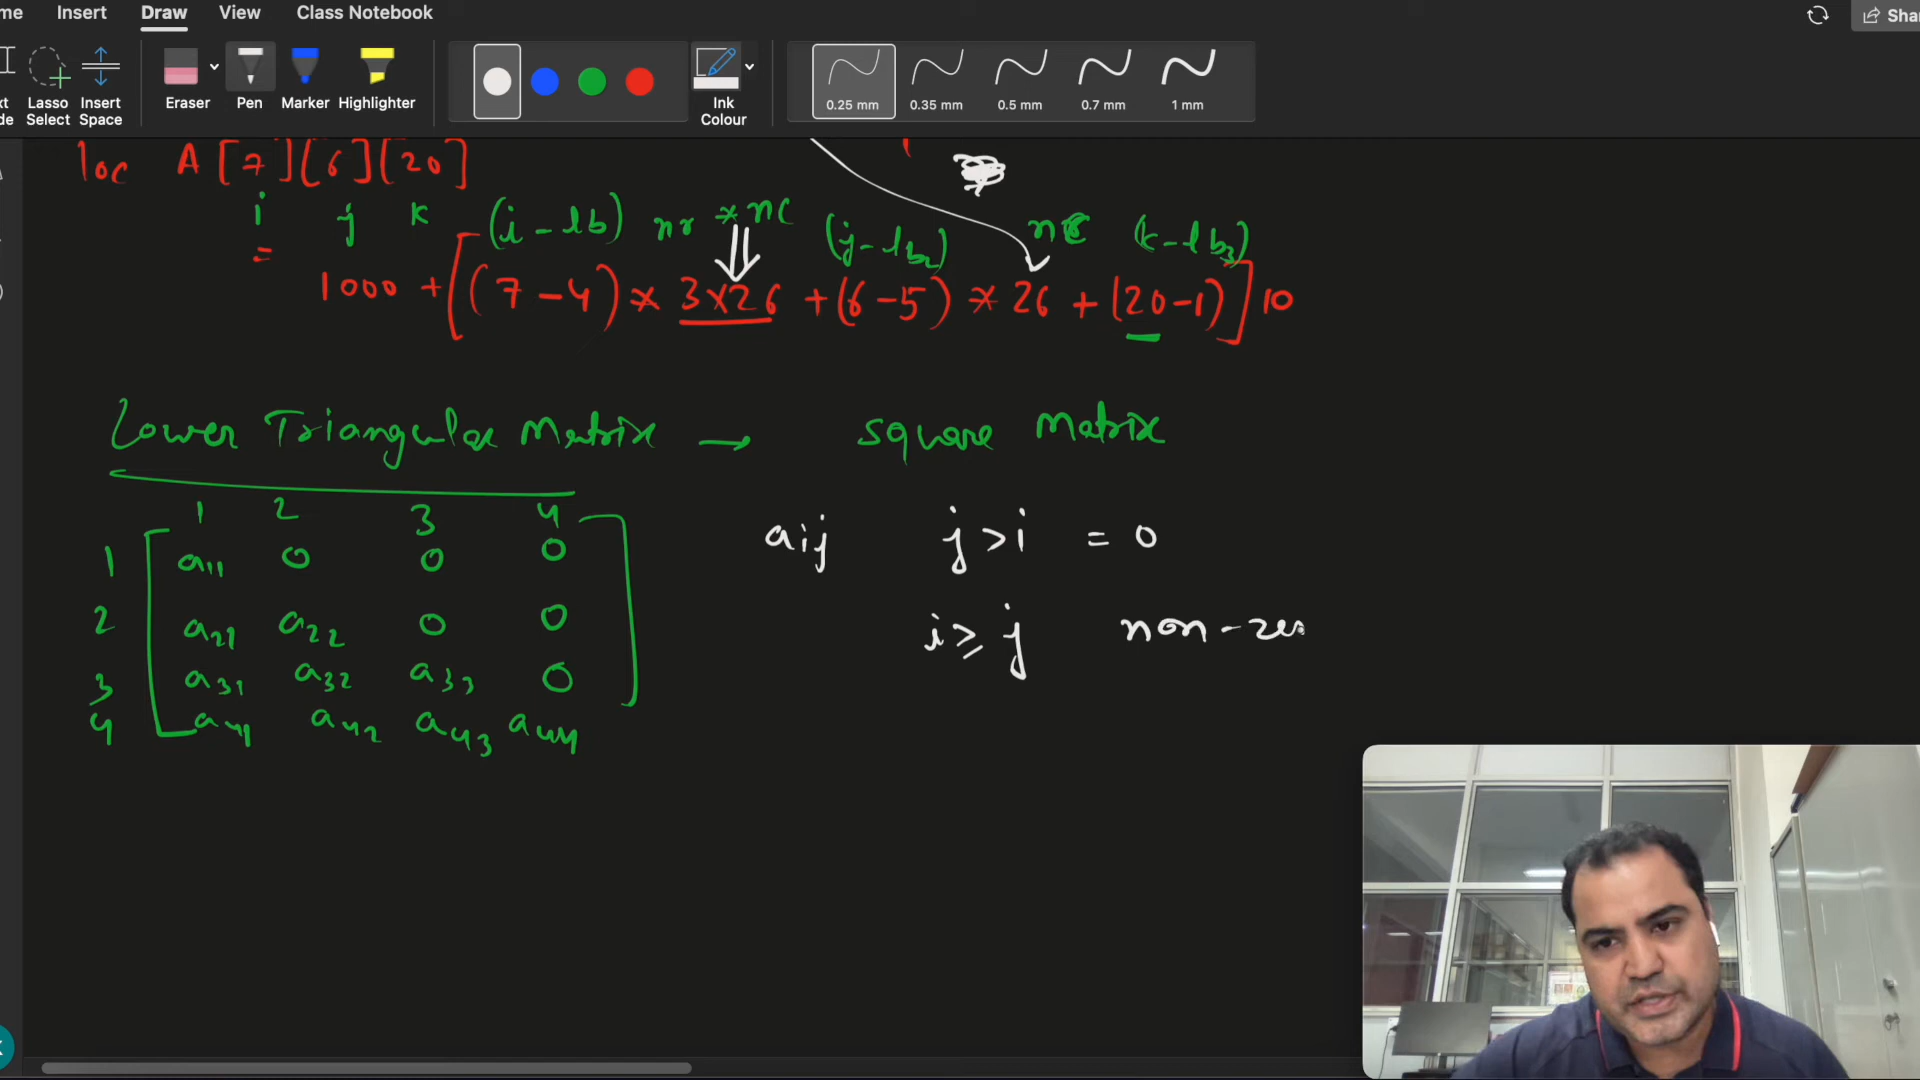 me Insert Draw View Class Notebook
Shar
Lasso Select
Insert Space
Eraser
Pen
Marker
Highlighter
Ink Colour
0.25 mm
0.35 mm
0.5 mm
0.7 mm
1 mm
loc A[7][6][20]
i j k (i-lb) nr * nc (j-lb2) nc (k-lb3)
=
1000 + [(7-4) * 3x26 + (6-5) * 26 + (20-1)] 10
Lower Triangular Matrix → square Matrix
1 2 3 4
1 a11 0 0 0
2 a21 a22 0 0
3 a31 a32 a33 0
4 a41 a42 a43 a44
aij j>i = 0
i≥j non-zer